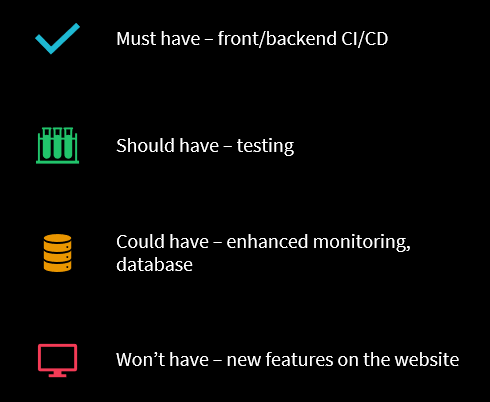 Must have – front/backend CI/CD
Should have – testing
Could have – enhanced monitoring,
database
Won’t have – new features on the website